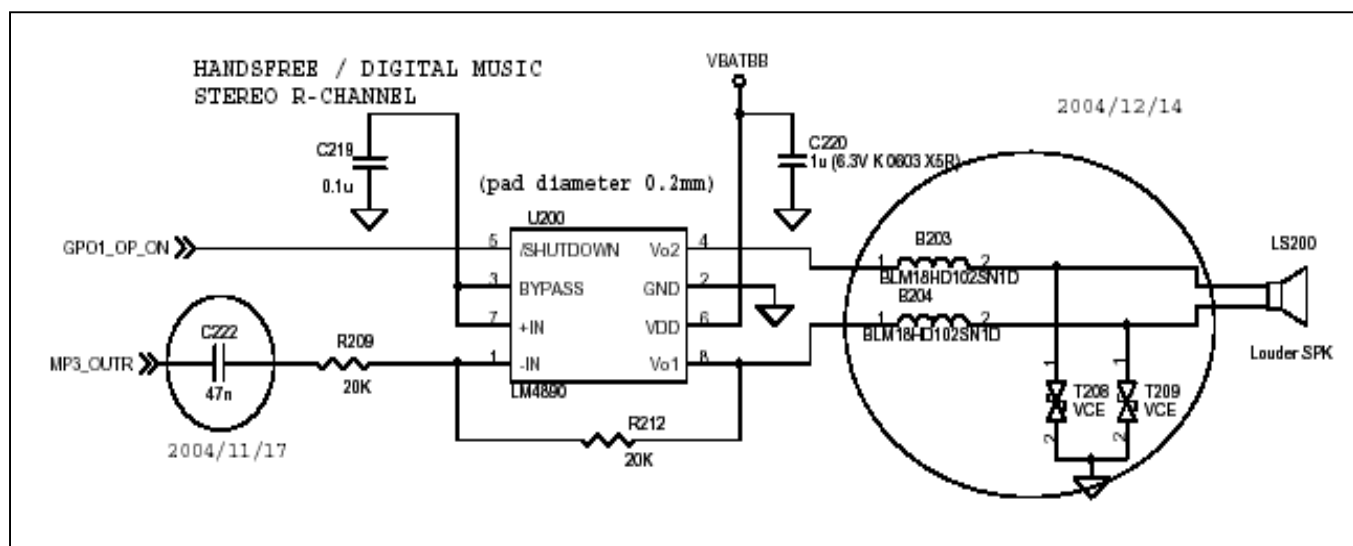 HANDSFREE / DIGITAL MUSIC
STEREO R-CHANNEL
VBATBB
2004/12/14
C219
0.1u
C220
1u (6.3V K 0603 X5R)
(pad diameter 0.2mm)
U200
GPO1_OP_ON
5
/SHUTDOWN
Vo2
4
3
BYPASS
GND
2
7
+IN
VDD
6
1
-IN
Vo1
8
LM4890
B203
1
2
BLM18HD102SN1D
B204
1
2
BLM18HD102SN1D
LS200
Louder SPK
MP3_OUTR
C222
47n
R209
20K
2004/11/17
R212
20K
1
T208
VCE
2
1
T209
VCE
2